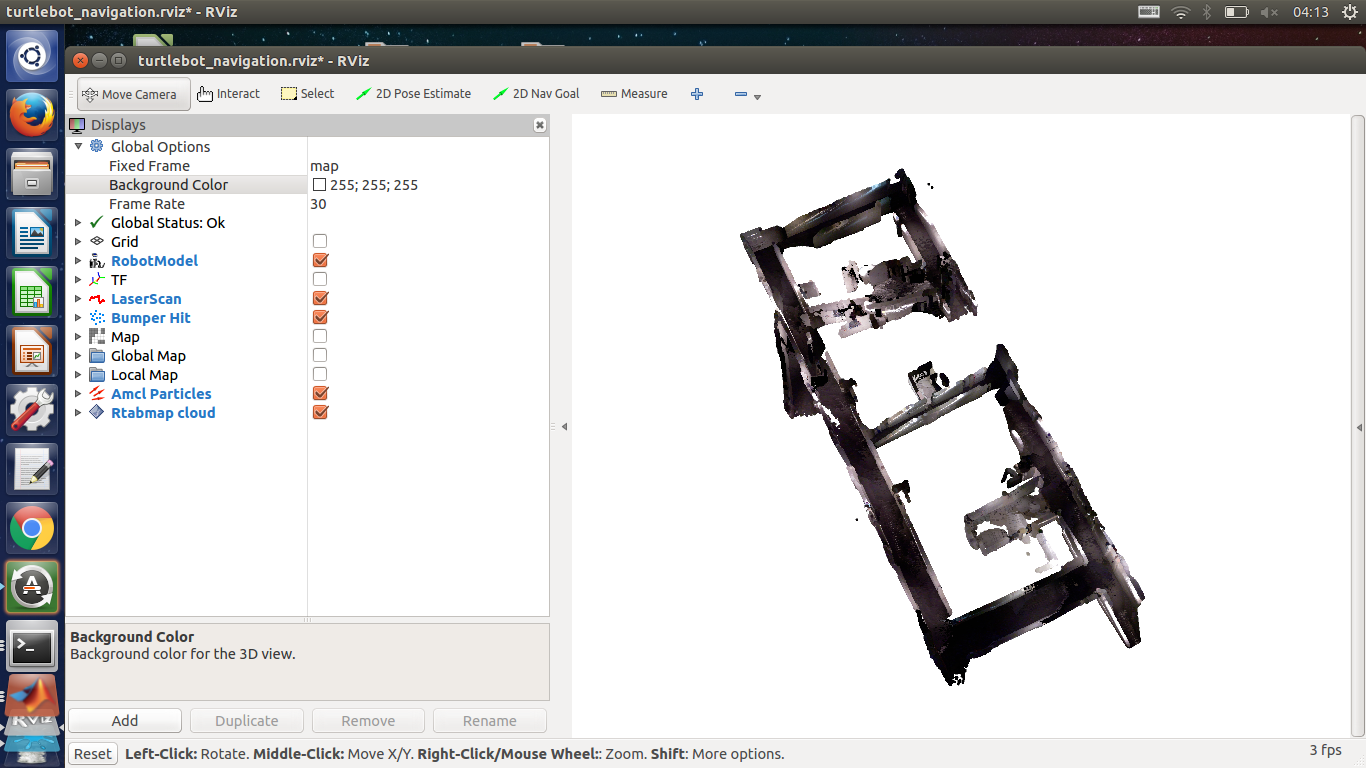 turtlebot_navigation.rviz* - RViz
04:13
turtlebot_navigation.rviz* - RViz
Move Camera Interact Select 2D Pose Estimate 2D Nav Goal Measure
Displays
Global Options
Fixed Frame map
Background Color 255; 255; 255
Frame Rate 30
Global Status: Ok
Grid
RobotModel
TF
LaserScan
Bumper Hit
Map
Global Map
Local Map
Amcl Particles
Rtabmap cloud
Background Color
Background color for the 3D view.
Add Duplicate Remove Rename
RViz
Reset Left-Click: Rotate. Middle-Click: Move X/Y. Right-Click/Mouse Wheel:: Zoom. Shift: More options. 3 fps